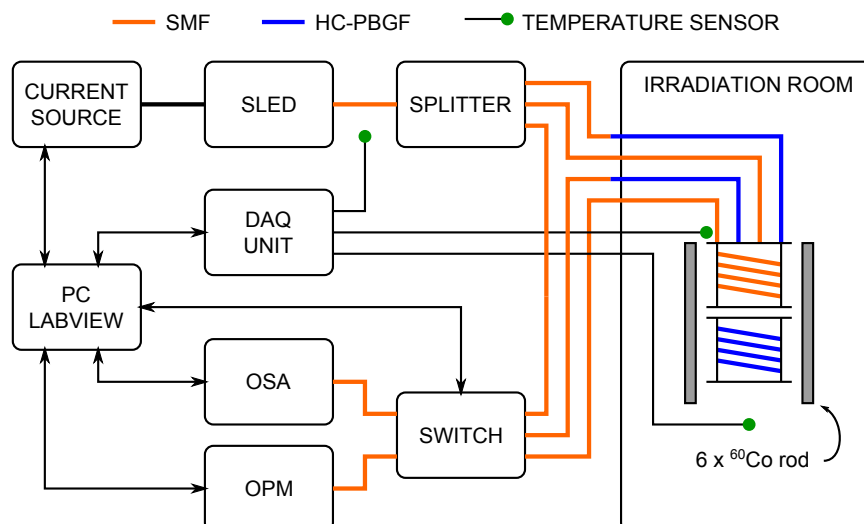 SMF
HC-PBGF
TEMPERATURE SENSOR
CURRENT
SOURCE
SLED
SPLITTER
IRRADIATION ROOM
DAQ
UNIT
PC
LABVIEW
OSA
SWITCH
OPM
6 x ⁶⁰Co rod